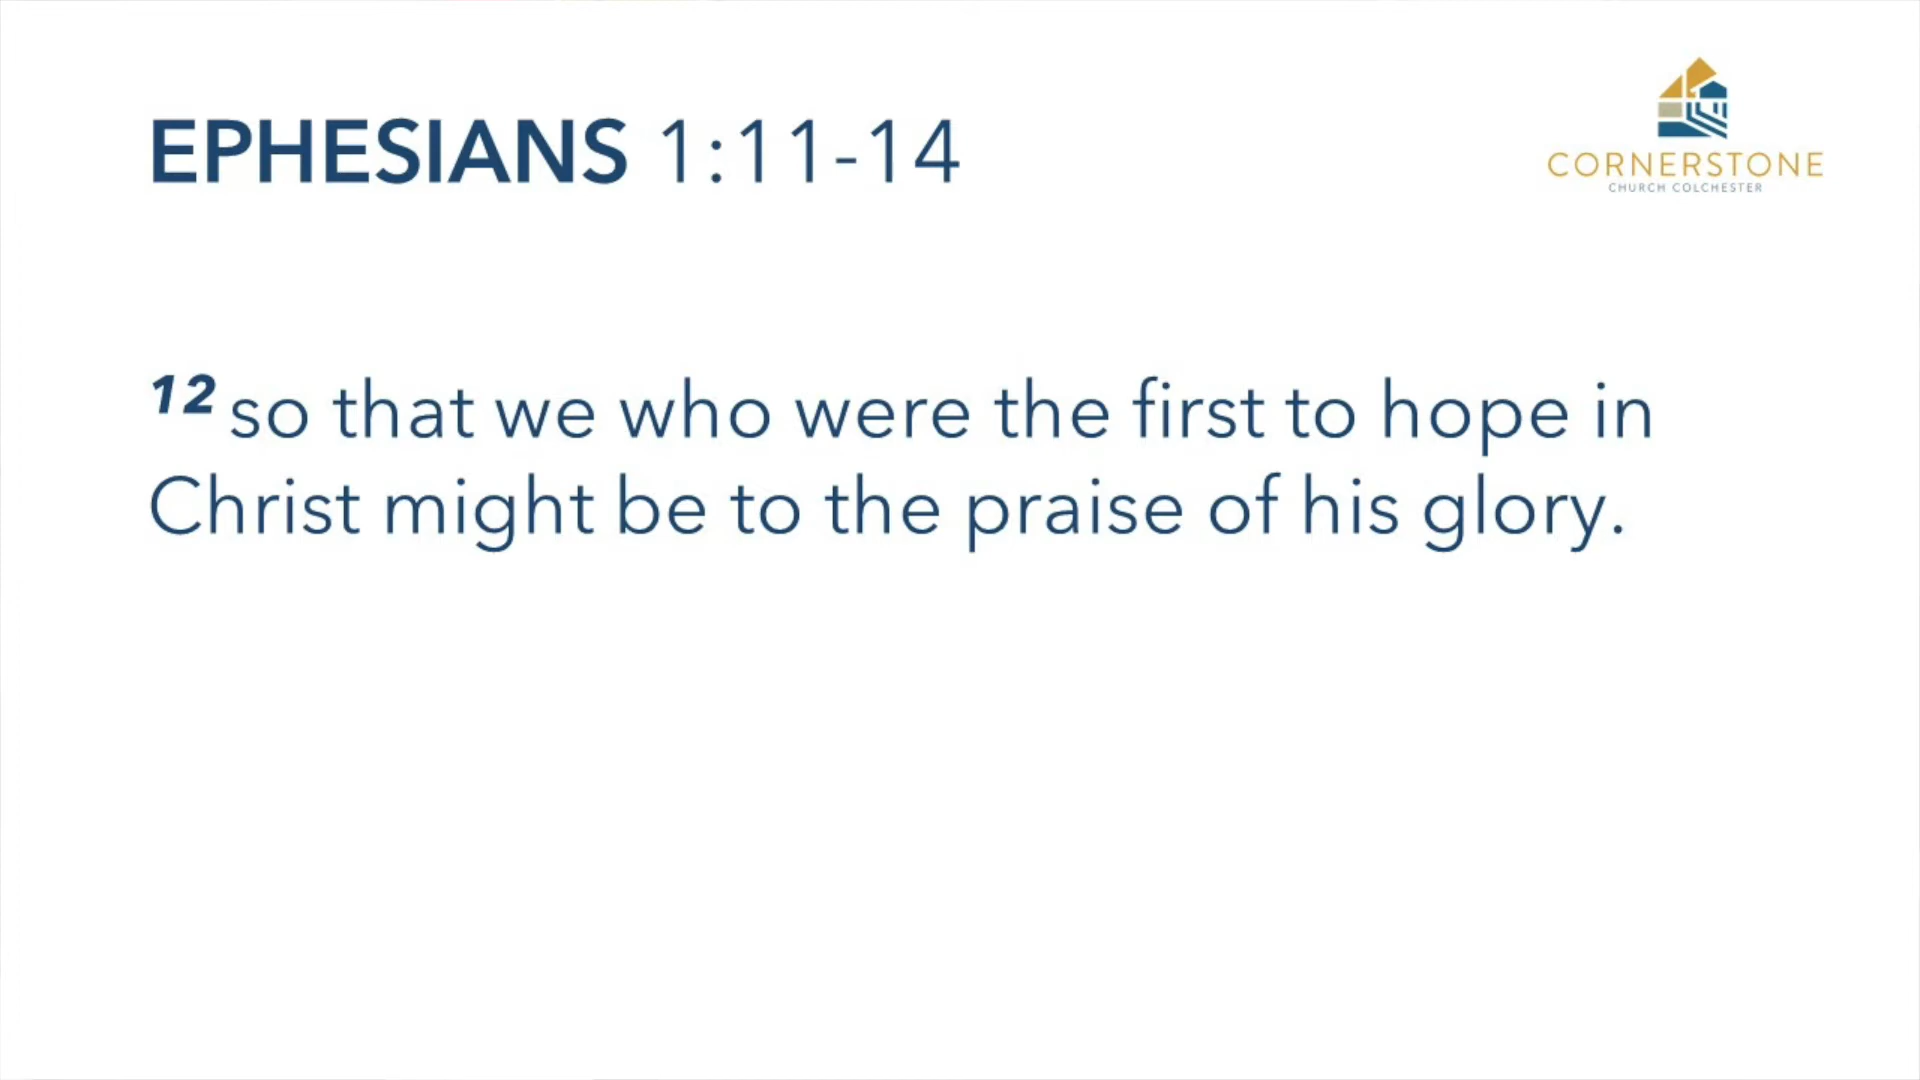 EPHESIANS 1:11-14
CORNERSTONE
CHURCH COLCHESTER
12 so that we who were the first to hope in
Christ might be to the praise of his glory.